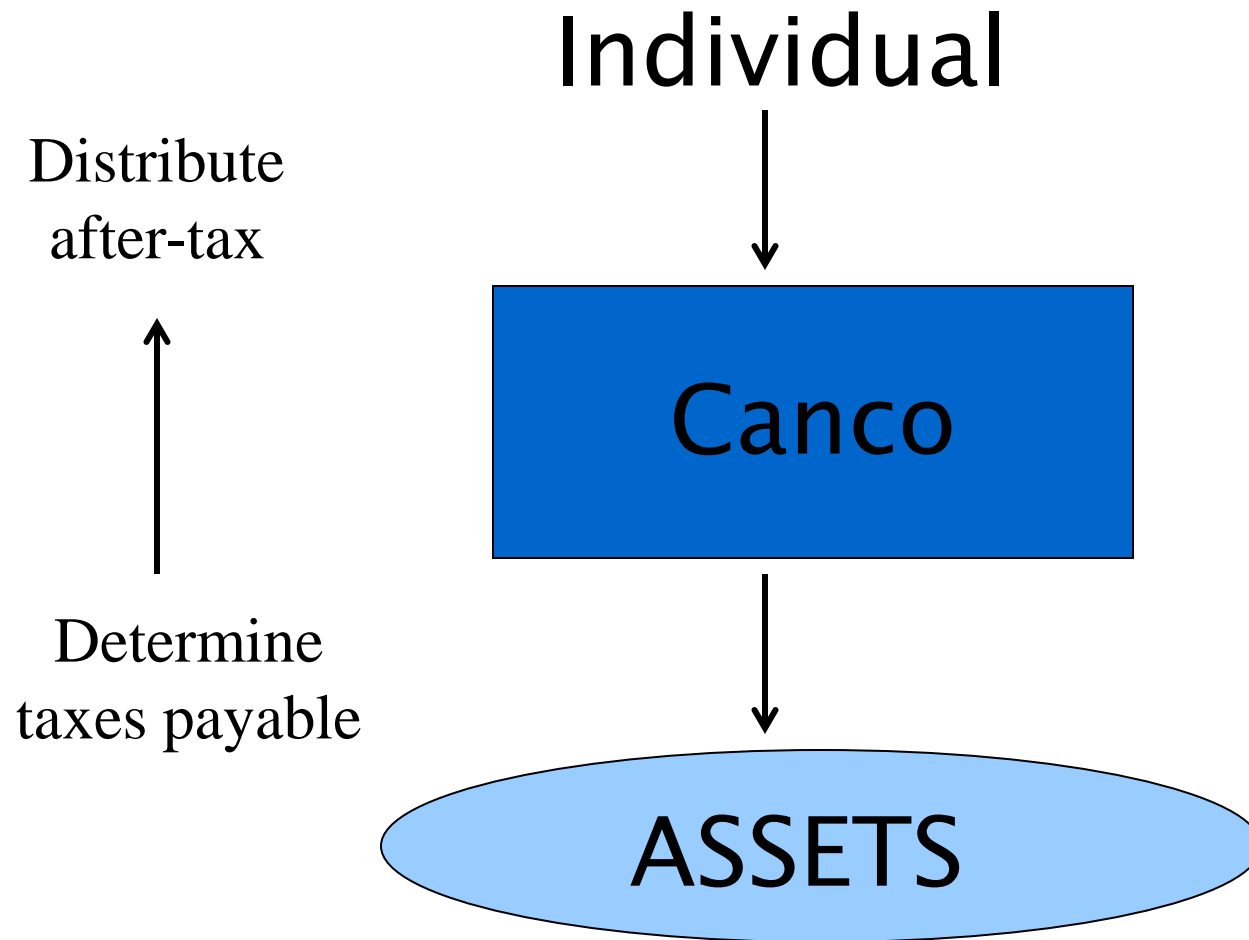 Individual
Distribute
after-tax
Canco
Determine
taxes payable
ASSETS